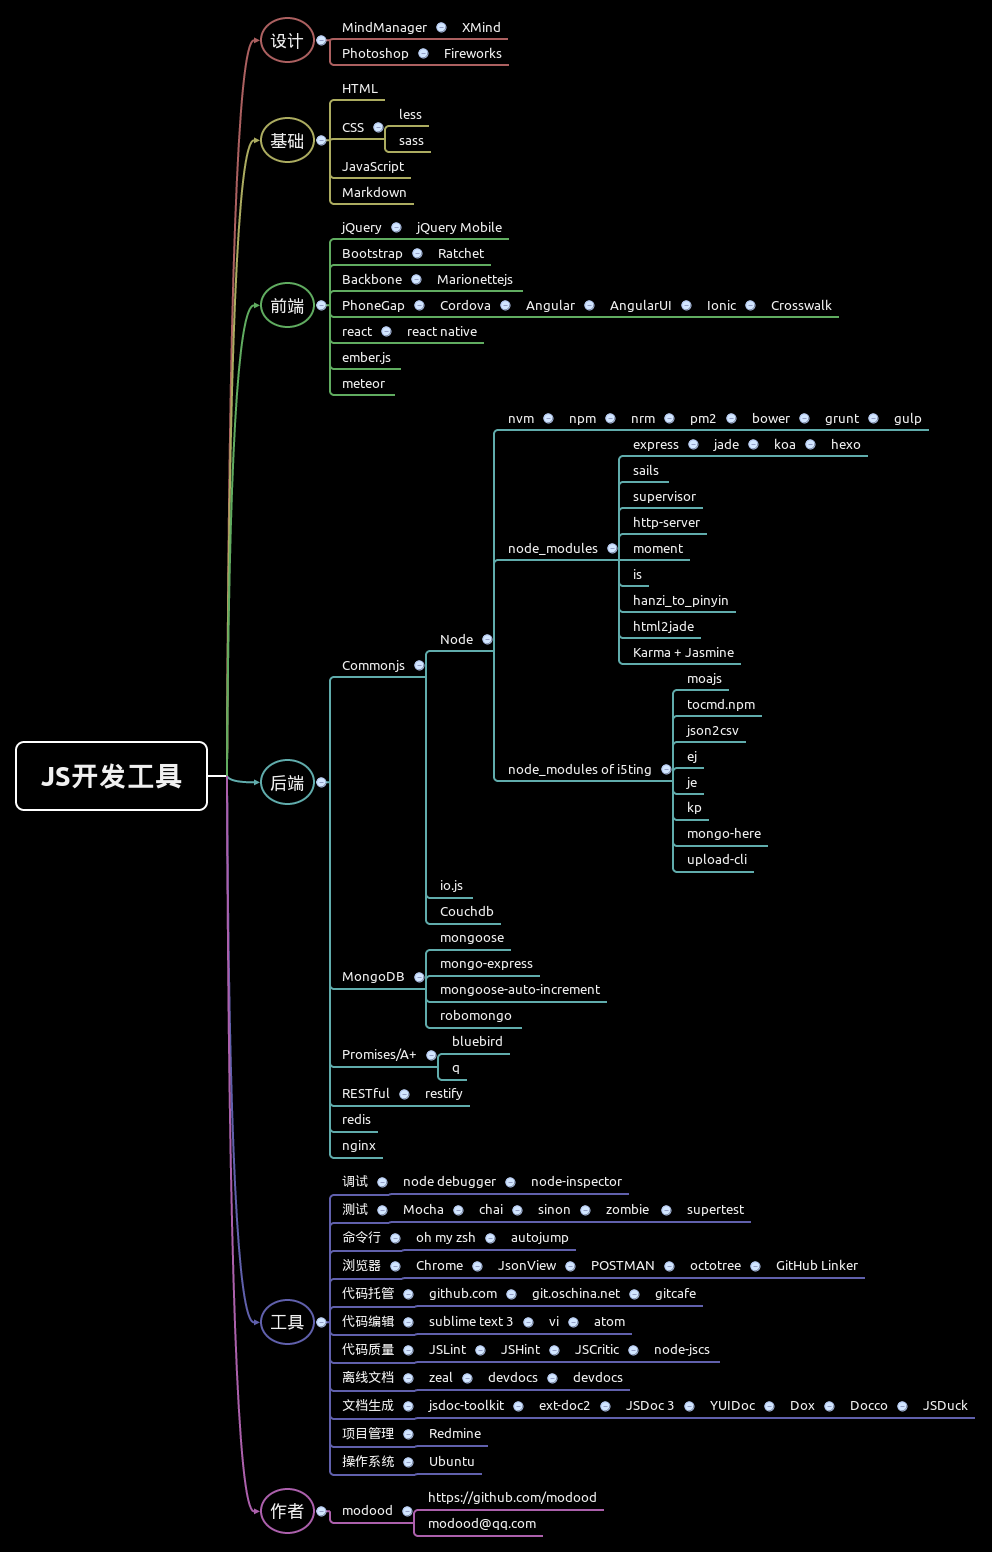 JS开发工具
设计
MindManager XMind
Photoshop Fireworks
基础
HTML
CSS
less
sass
JavaScript
Markdown
前端
jQuery jQuery Mobile
Bootstrap Ratchet
Backbone Marionettejs
PhoneGap Cordova Angular AngularUI Ionic Crosswalk
react react native
ember.js
meteor
后端
Commonjs
Node
nvm npm nrm pm2 bower grunt gulp
node_modules
express jade koa hexo
sails
supervisor
http-server
moment
is
hanzi_to_pinyin
html2jade
Karma + Jasmine
node_modules of i5ting
moajs
tocmd.npm
json2csv
ej
je
kp
mongo-here
upload-cli
io.js
Couchdb
MongoDB
mongoose
mongo-express
mongoose-auto-increment
robomongo
Promises/A+
bluebird
q
RESTful restify
redis
nginx
工具
调试 node debugger node-inspector
测试 Mocha chai sinon zombie supertest
命令行 oh my zsh autojump
浏览器 Chrome JsonView POSTMAN octotree GitHub Linker
代码托管 github.com git.oschina.net gitcafe
代码编辑 sublime text 3 vi atom
代码质量 JSLint JSHint JSCritic node-jscs
离线文档 zeal devdocs devdocs
文档生成 jsdoc-toolkit ext-doc2 JSDoc 3 YUIDoc Dox Docco JSDuck
项目管理 Redmine
操作系统 Ubuntu
作者
modood
https://github.com/modood
modood@qq.com